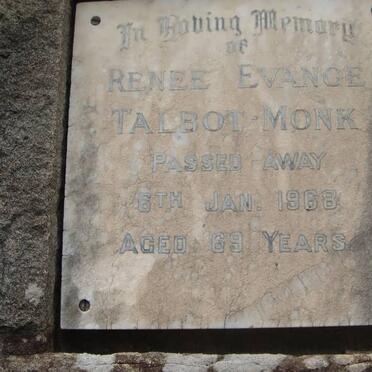 In Loving Memory
of
RENEE EVANGE
TALBOT-MONK
PASSED AWAY
6TH JAN. 1968
AGED 69 YEARS